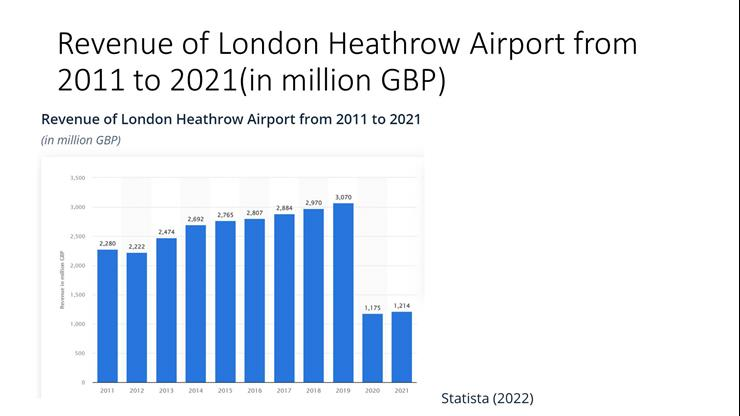 Revenue of London Heathrow Airport from
2011 to 2021(in million GBP)
Revenue of London Heathrow Airport from 2011 to 2021
(in million GBP)
Revenue in million GBP
3,500
3,000
2,500
2,000
1,500
1,000
500
0
2,280
2,222
2,474
2,692
2,765
2,807
2,884
2,970
3,070
1,175
1,214
2011 2012 2013 2014 2015 2016 2017 2018 2019 2020 2021
Statista (2022)